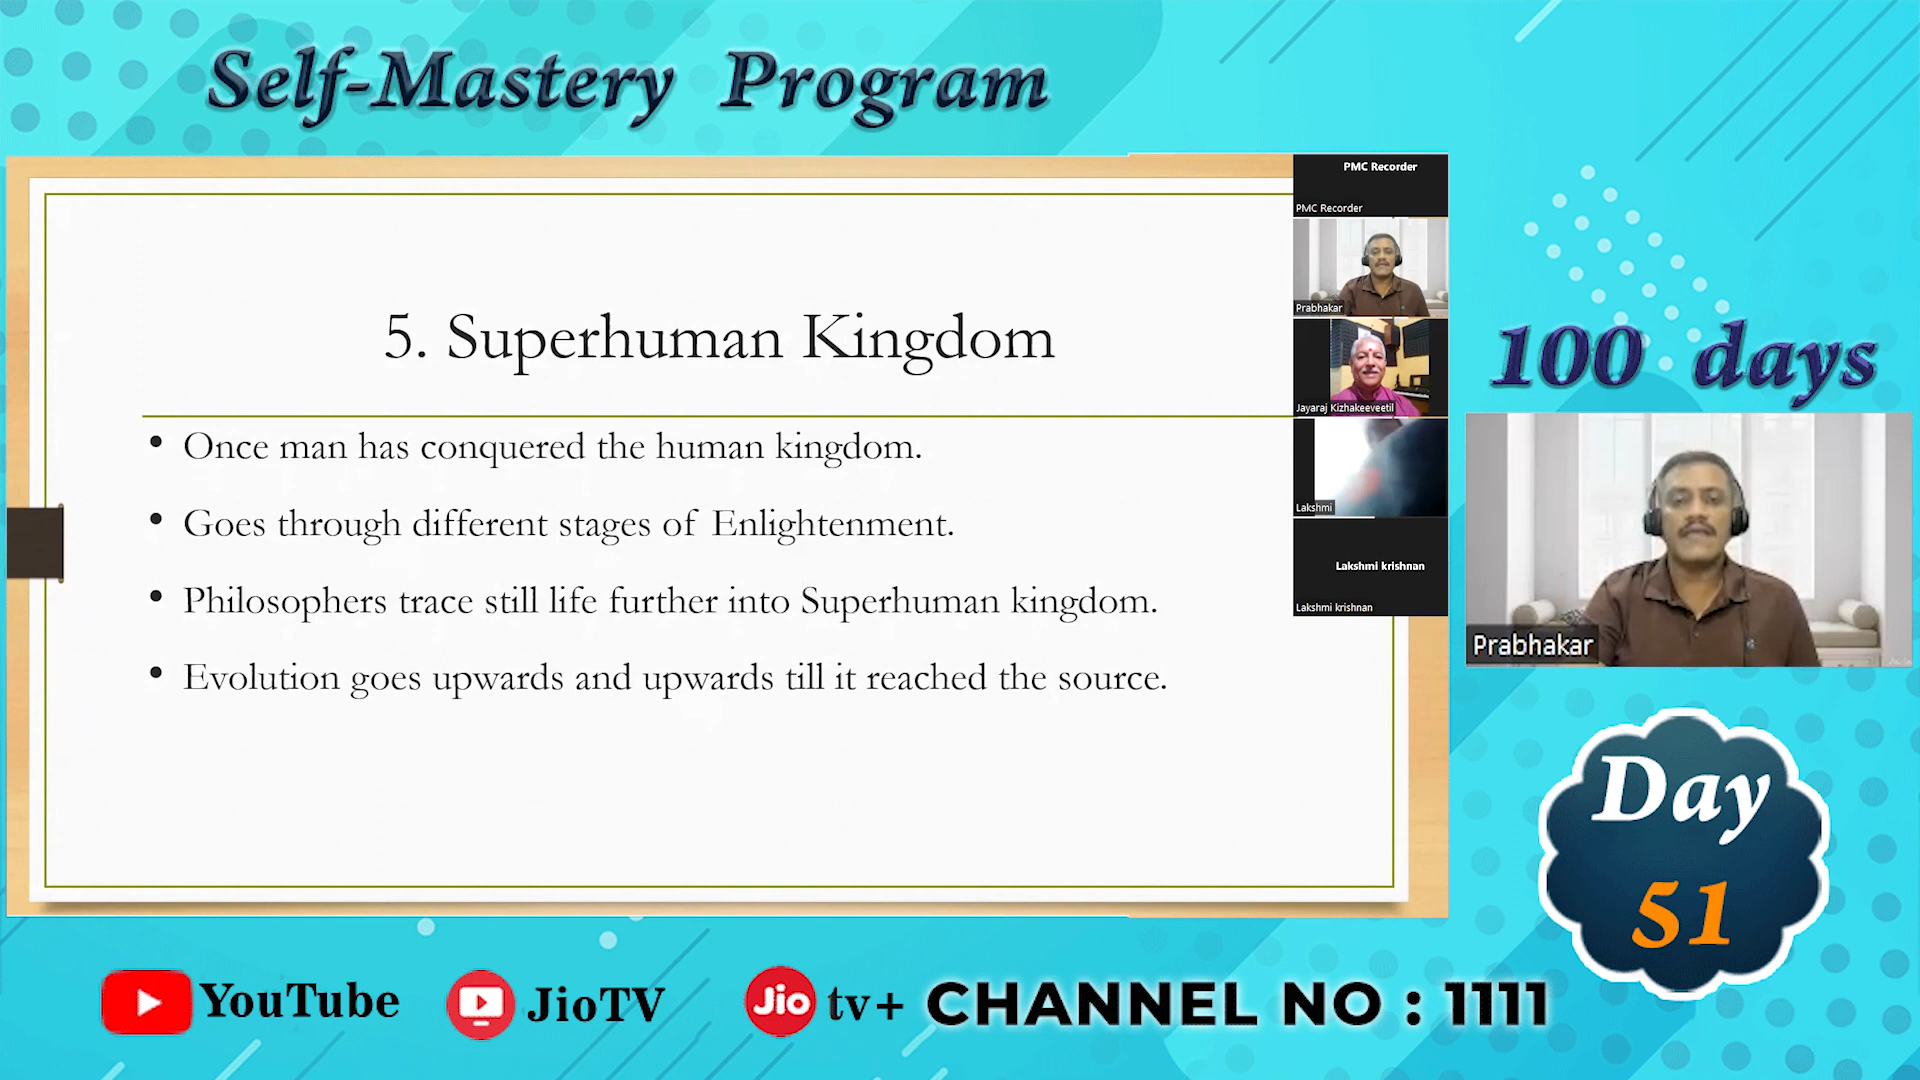 Self-Mastery Program
5. Superhuman Kingdom
• Once man has conquered the human kingdom.
• Goes through different stages of Enlightenment.
• Philosophers trace still life further into Superhuman kingdom.
• Evolution goes upwards and upwards till it reached the source.
PMC Recorder
PMC Recorder
Prabhakar
Jayaraj Kizhakeeveetil
Lakshmi
Lakshmi krishnan
Lakshmi krishnan
100 days
Prabhakar
Day
51
YouTube
JioTV
Jio tv+
CHANNEL NO : 1111